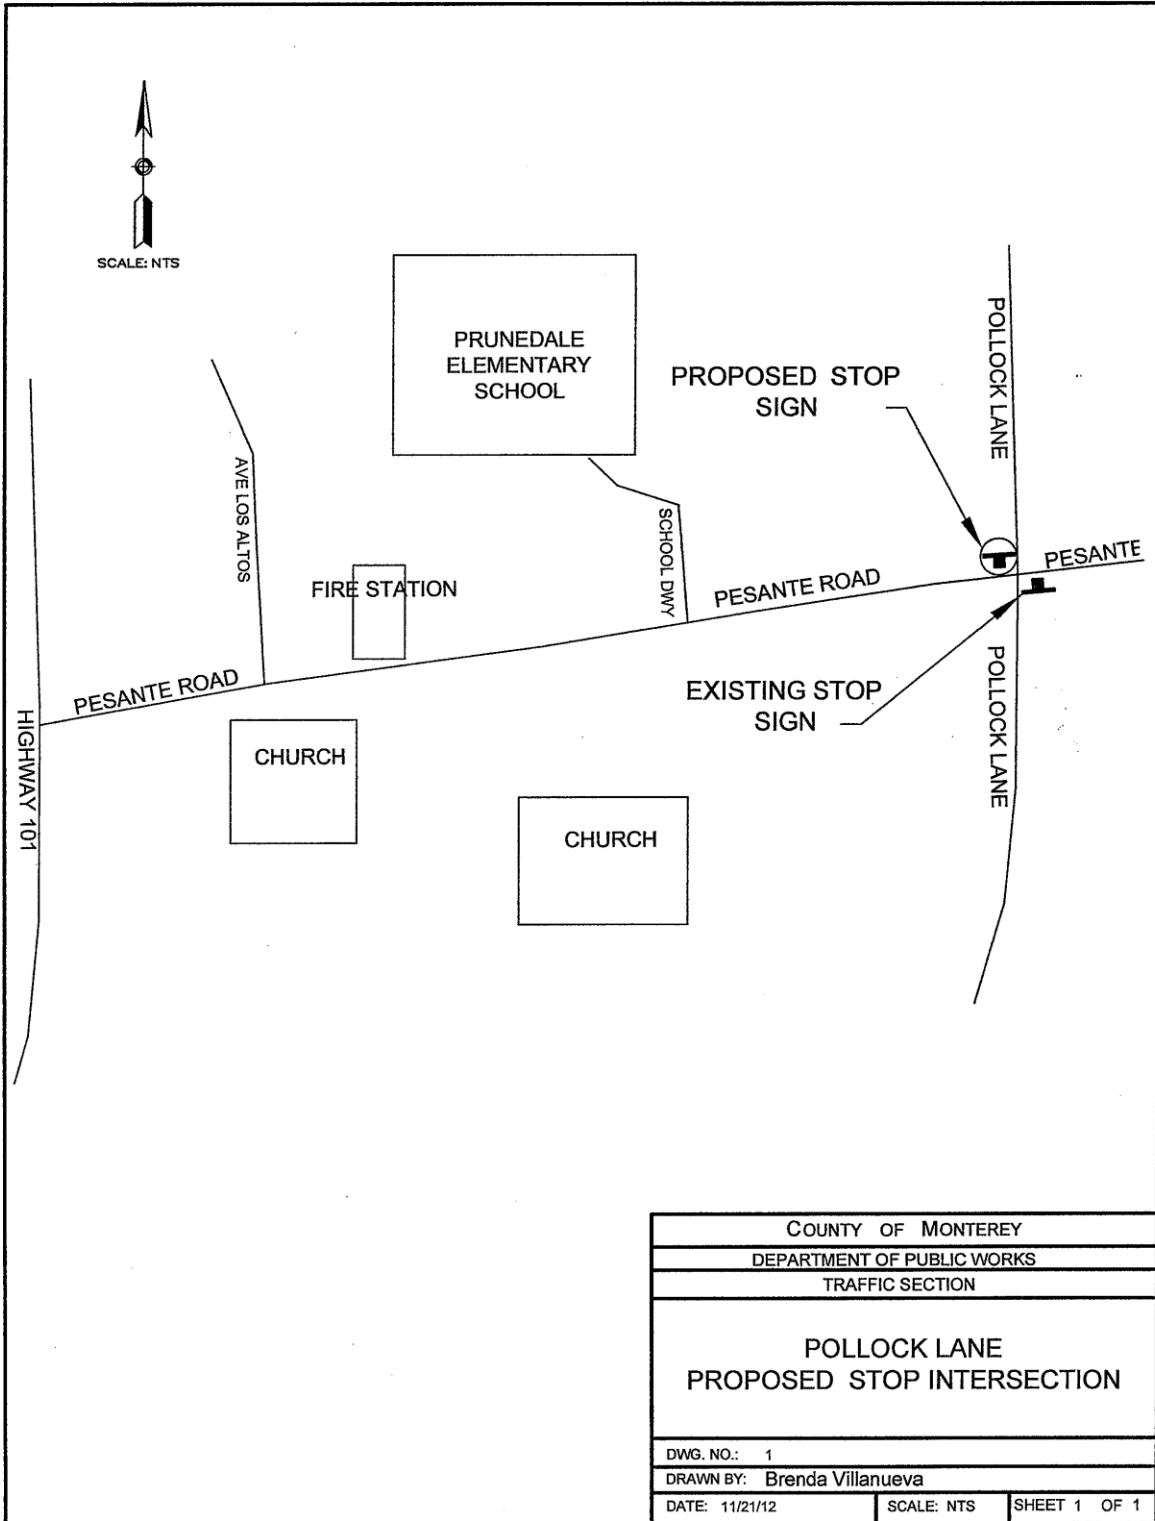 SCALE: NTS
PRUNEDALE
ELEMENTARY
SCHOOL
PROPOSED STOP
SIGN
POLLOCK LANE
AVE LOS ALTOS
SCHOOL DWY
FIRE STATION
PESANTE ROAD
PESANTE
PESANTE ROAD
EXISTING STOP
SIGN
POLLOCK LANE
HIGHWAY 101
CHURCH
CHURCH
COUNTY OF MONTEREY
DEPARTMENT OF PUBLIC WORKS
TRAFFIC SECTION
POLLOCK LANE
PROPOSED STOP INTERSECTION
DWG. NO.: 1
DRAWN BY: Brenda Villanueva
DATE: 11/21/12 SCALE: NTS SHEET 1 OF 1